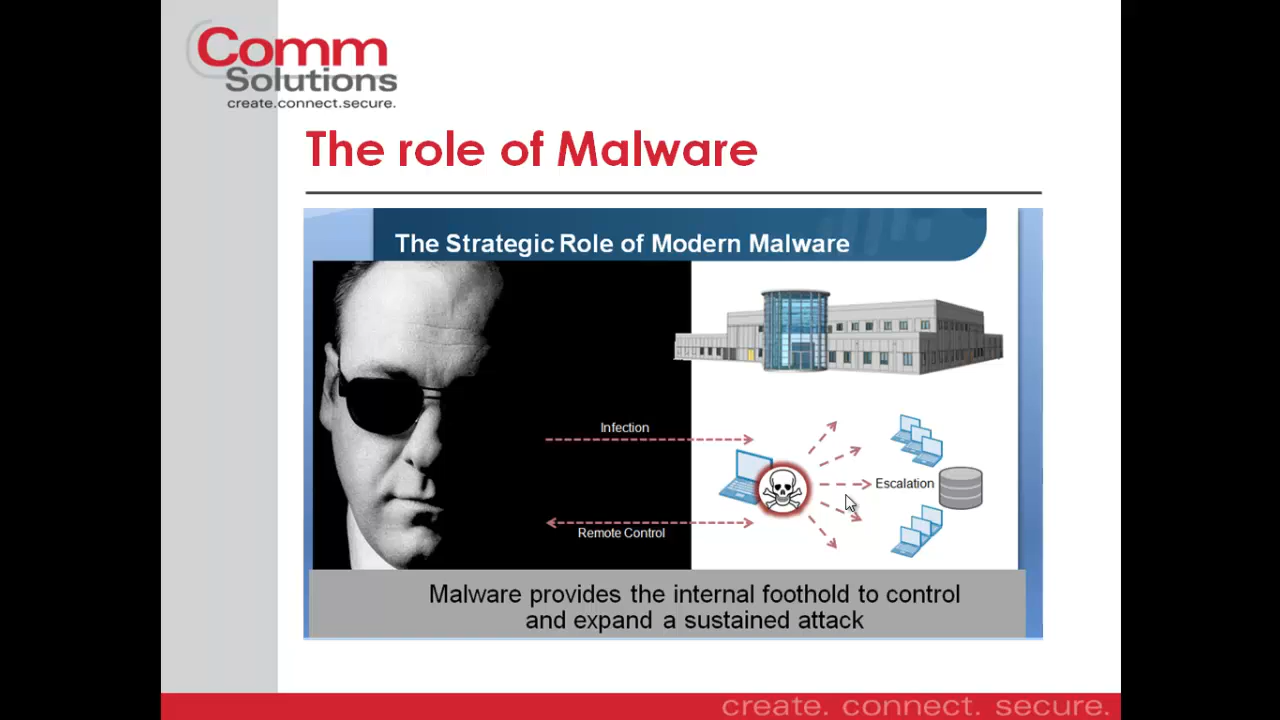 Comm
Solutions
create.connect.secure.
The role of Malware
The Strategic Role of Modern Malware
Infection
Escalation
Remote Control
Malware provides the internal foothold to control
and expand a sustained attack
create. connect. secure.